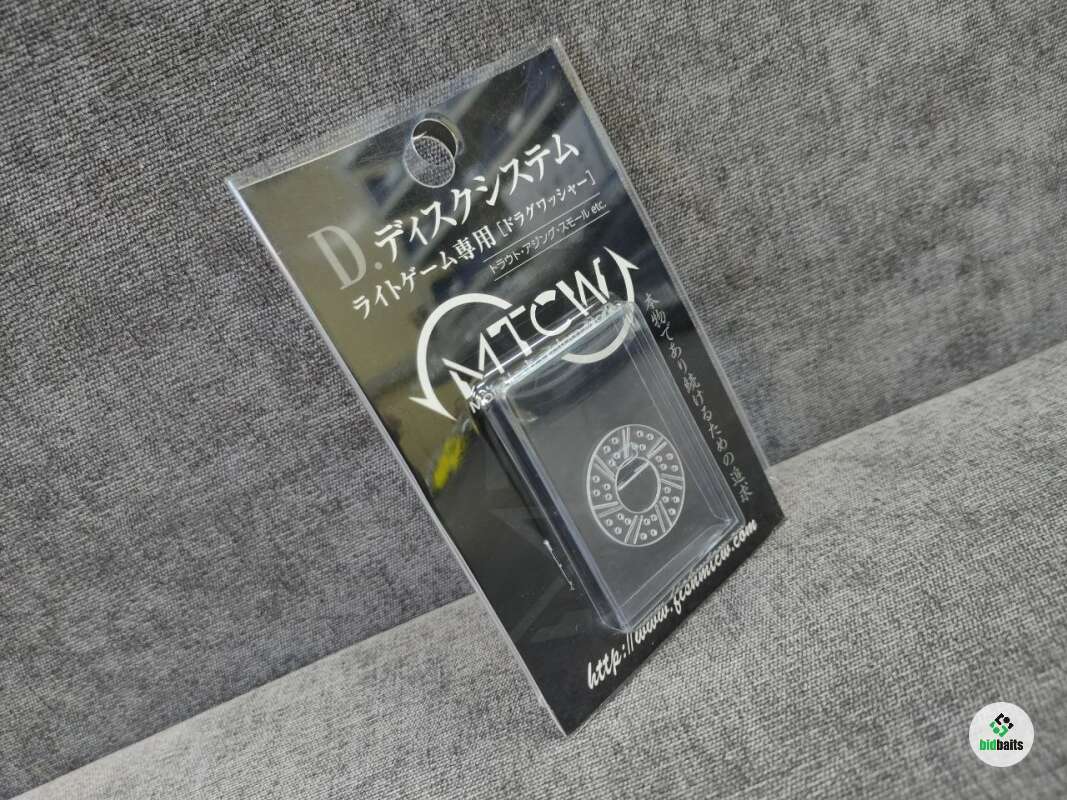 D.ディスクシステム
ライトゲーム専用［ドラグワッシャー］
トラウト・アジング・スモール etc.
MTCW
本物であり続けるための追求
http://www.fishmtcw.com
bidbaits